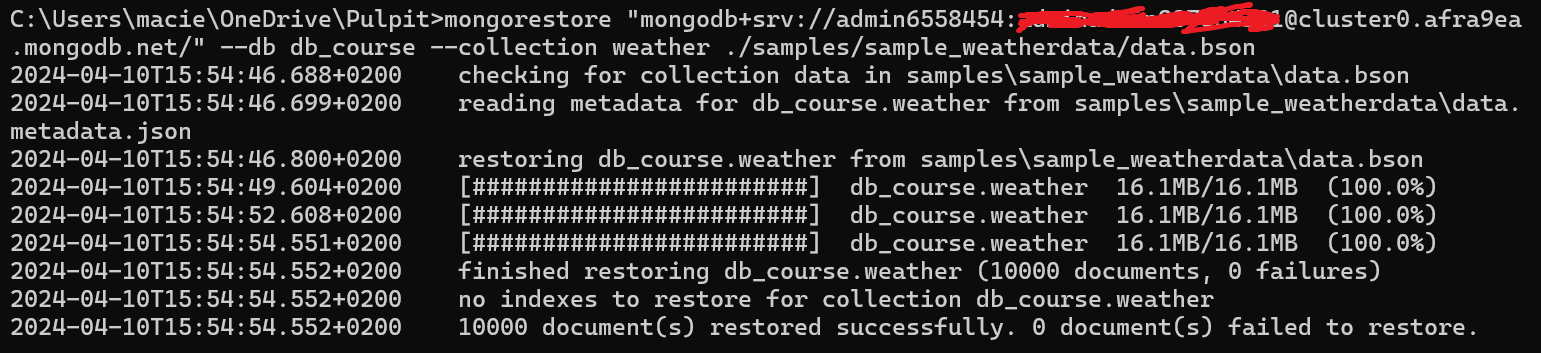 C:\Users\macie\OneDrive\Pulpit>mongorestore "mongodb+srv://admin6558454: @cluster0.afra9ea
.mongodb.net/" --db db_course --collection weather ./samples/sample_weatherdata/data.bson
2024-04-10T15:54:46.688+0200    checking for collection data in samples\sample_weatherdata\data.bson
2024-04-10T15:54:46.699+0200    reading metadata for db_course.weather from samples\sample_weatherdata\data.
metadata.json
2024-04-10T15:54:46.800+0200    restoring db_course.weather from samples\sample_weatherdata\data.bson
2024-04-10T15:54:49.604+0200    [########################]  db_course.weather  16.1MB/16.1MB  (100.0%)
2024-04-10T15:54:52.608+0200    [########################]  db_course.weather  16.1MB/16.1MB  (100.0%)
2024-04-10T15:54:54.551+0200    [########################]  db_course.weather  16.1MB/16.1MB  (100.0%)
2024-04-10T15:54:54.552+0200    finished restoring db_course.weather (10000 documents, 0 failures)
2024-04-10T15:54:54.552+0200    no indexes to restore for collection db_course.weather
2024-04-10T15:54:54.552+0200    10000 document(s) restored successfully. 0 document(s) failed to restore.